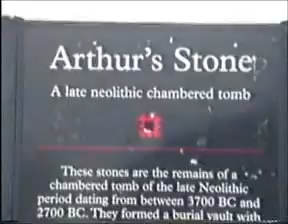 Arthur's Stone
A late neolithic chambered tomb
These stones are the remains of a
chambered tomb of the late Neolithic
period dating from between 3700 BC and
2700 BC. They formed a burial vault with